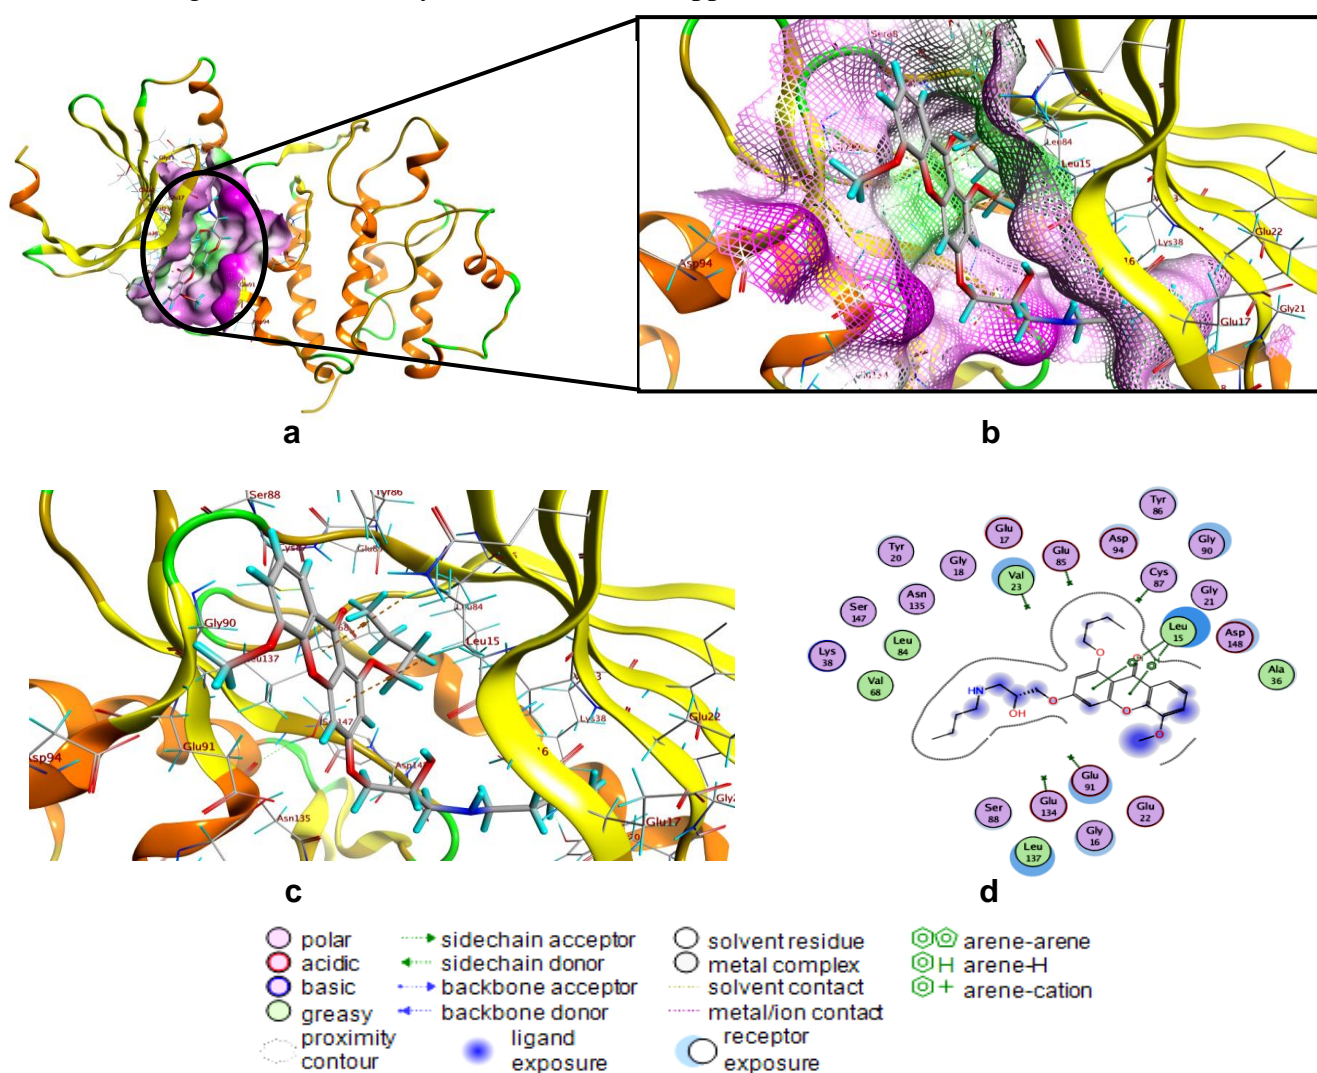 Ser88
Leu84
Leu15
Lys38
Glu22
Asp94
Glu17
Gly21
a
b
Ser88
Tyr86
Gly90
Leu84
Leu15
Lys38
Glu22
Glu91
Asp94
Asn135
Glu17
c
Tyr
86
Glu
17
Asp
94
Gly
90
Tyr
20
Gly
18
Glu
85
Val
23
Cys
87
Gly
21
Ser
147
Asn
135
Leu
15
Asp
148
Lys
38
Leu
84
Val
68
Ala
36
HN
OH
O
O
O
O
Glu
91
Ser
88
Glu
134
Glu
22
Gly
16
Leu
137
d
polar
acidic
basic
greasy
proximity
contour
sidechain acceptor
sidechain donor
backbone acceptor
backbone donor
ligand
exposure
solvent residue
metal complex
solvent contact
metal/ion contact
receptor
exposure
arene-arene
H arene-H
+ arene-cation